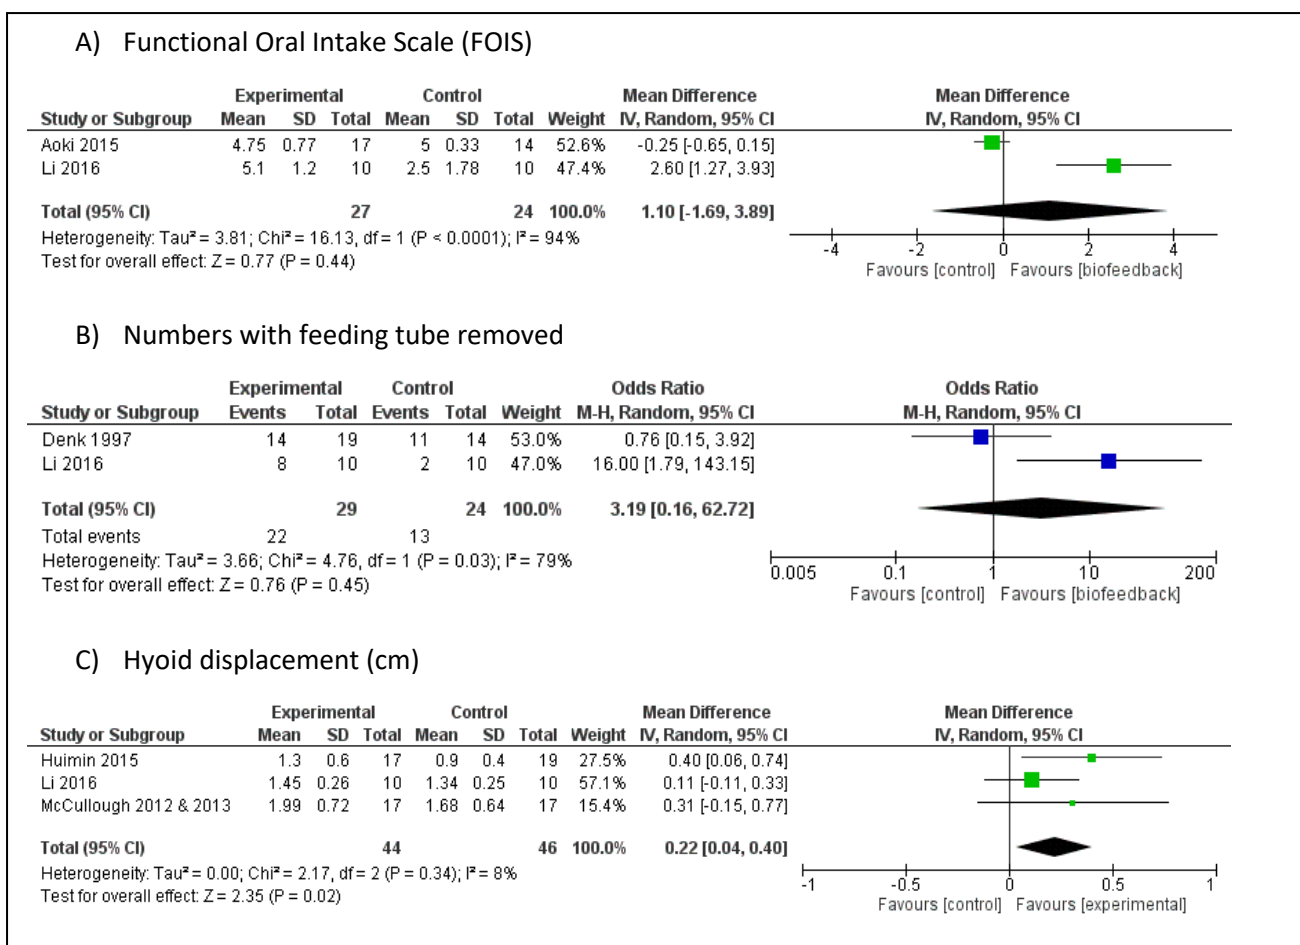 A) Functional Oral Intake Scale (FOIS)
Experimental Control Mean Difference Mean Difference
Study or Subgroup Mean SD Total Mean SD Total Weight IV, Random, 95% CI IV, Random, 95% CI
Aoki 2015 4.75 0.77 17 5 0.33 14 52.6% -0.25 [-0.65, 0.15]
Li 2016 5.1 1.2 10 2.5 1.78 10 47.4% 2.60 [1.27, 3.93]
Total (95% CI) 27 24 100.0% 1.10 [-1.69, 3.89]
Heterogeneity: Tau² = 3.81; Chi² = 16.13, df = 1 (P < 0.0001); I² = 94%
Test for overall effect: Z = 0.77 (P = 0.44)
-4 -2 0 2 4
Favours [control] Favours [biofeedback]
B) Numbers with feeding tube removed
Experimental Control Odds Ratio Odds Ratio
Study or Subgroup Events Total Events Total Weight M-H, Random, 95% CI M-H, Random, 95% CI
Denk 1997 14 19 11 14 53.0% 0.76 [0.15, 3.92]
Li 2016 8 10 2 10 47.0% 16.00 [1.79, 143.15]
Total (95% CI) 29 24 100.0% 3.19 [0.16, 62.72]
Total events 22 13
Heterogeneity: Tau² = 3.66; Chi² = 4.76, df = 1 (P = 0.03); I² = 79%
Test for overall effect: Z = 0.76 (P = 0.45)
0.005 0.1 1 10 200
Favours [control] Favours [biofeedback]
C) Hyoid displacement (cm)
Experimental Control Mean Difference Mean Difference
Study or Subgroup Mean SD Total Mean SD Total Weight IV, Random, 95% CI IV, Random, 95% CI
Huimin 2015 1.3 0.6 17 0.9 0.4 19 27.5% 0.40 [0.06, 0.74]
Li 2016 1.45 0.26 10 1.34 0.25 10 57.1% 0.11 [-0.11, 0.33]
McCullough 2012 & 2013 1.99 0.72 17 1.68 0.64 17 15.4% 0.31 [-0.15, 0.77]
Total (95% CI) 44 46 100.0% 0.22 [0.04, 0.40]
Heterogeneity: Tau² = 0.00; Chi² = 2.17, df = 2 (P = 0.34); I² = 8%
Test for overall effect: Z = 2.35 (P = 0.02)
-1 -0.5 0 0.5 1
Favours [control] Favours [experimental]